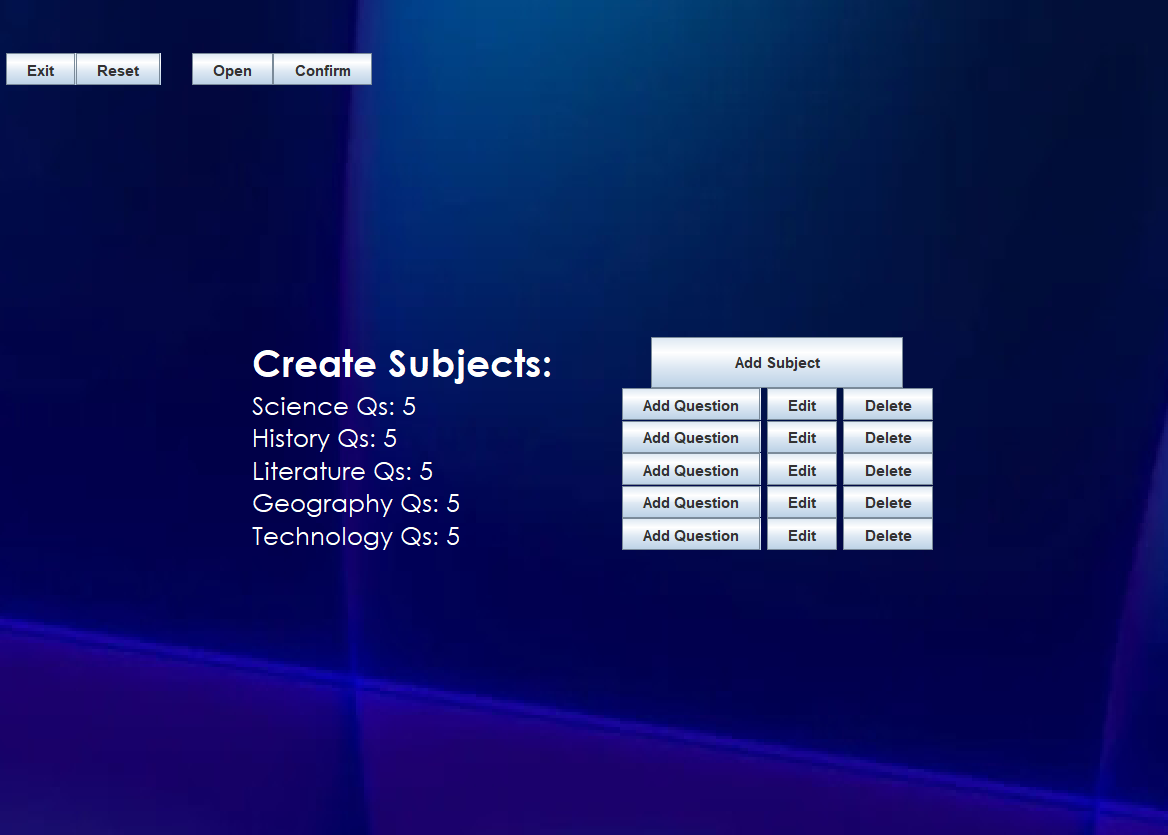 Exit Reset Open Confirm
Create Subjects: Add Subject
Science Qs: 5 Add Question Edit Delete
History Qs: 5 Add Question Edit Delete
Literature Qs: 5 Add Question Edit Delete
Geography Qs: 5 Add Question Edit Delete
Technology Qs: 5 Add Question Edit Delete